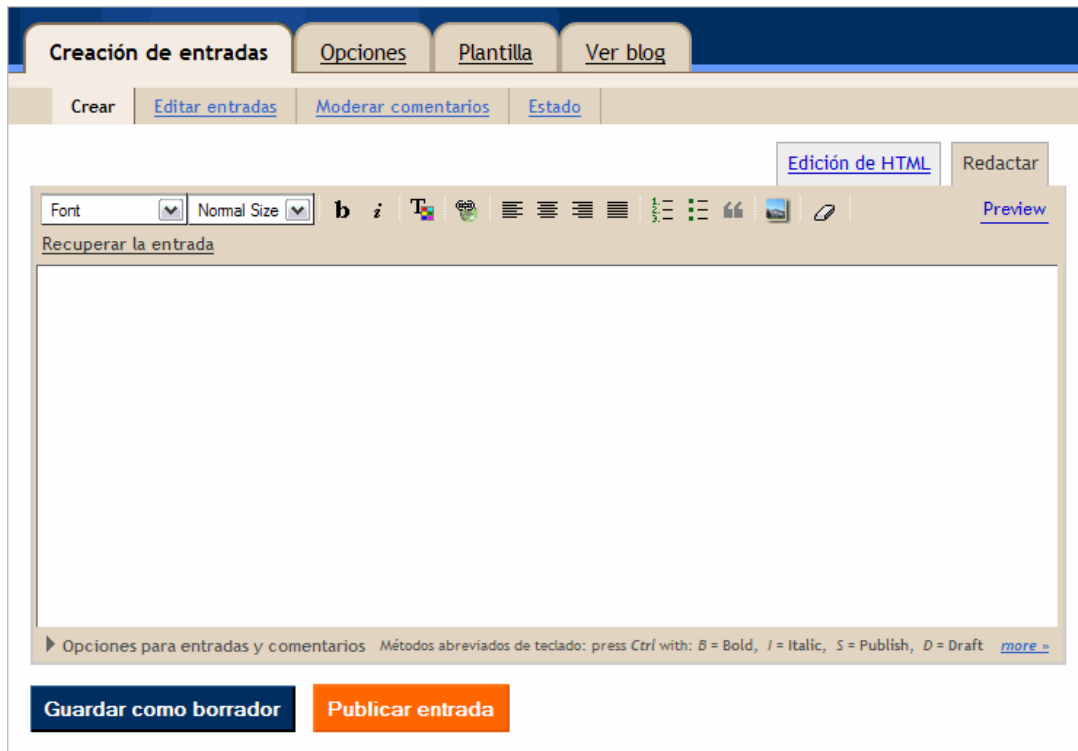 Creación de entradas Opciones Plantilla Ver blog
Crear Editar entradas Moderar comentarios Estado
Edición de HTML Redactar
Font Normal Size b i T Preview
Recuperar la entrada
Opciones para entradas y comentarios Métodos abreviados de teclado: press Ctrl with: B = Bold, I = Italic, S = Publish, D = Draft more »
Guardar como borrador Publicar entrada